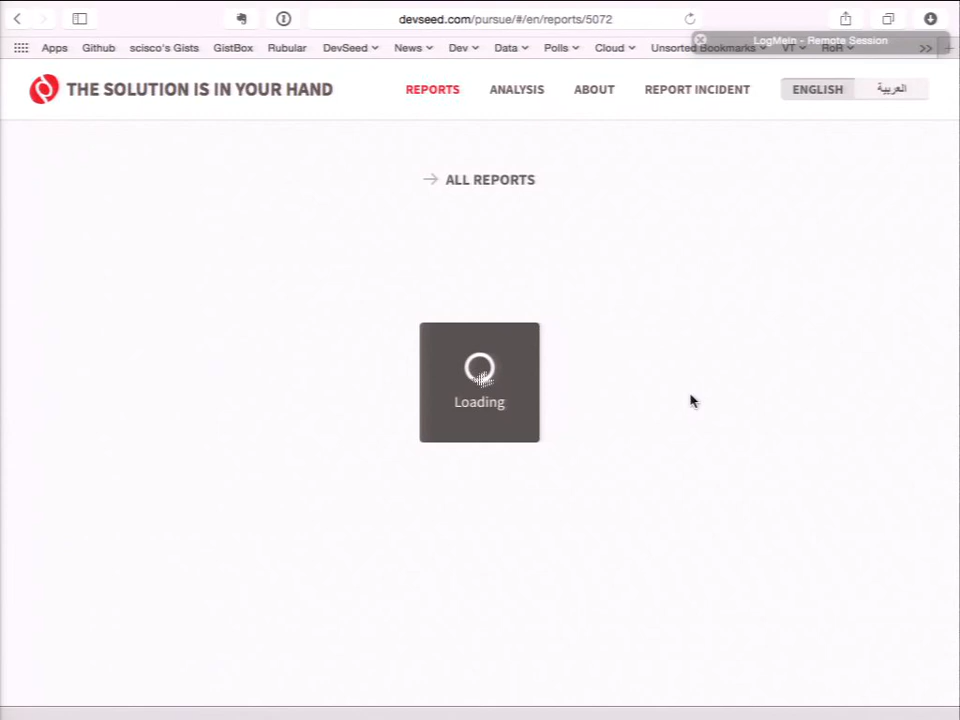 devseed.com/pursue/#/en/reports/5072
Apps Github scisco's Gists GistBox Rubular DevSeed News Dev Data Polls Cloud Unsorted Bookmarks VT RoR >>
LogMeIn - Remote Session
THE SOLUTION IS IN YOUR HAND REPORTS ANALYSIS ABOUT REPORT INCIDENT ENGLISH العربية
→ ALL REPORTS
Loading